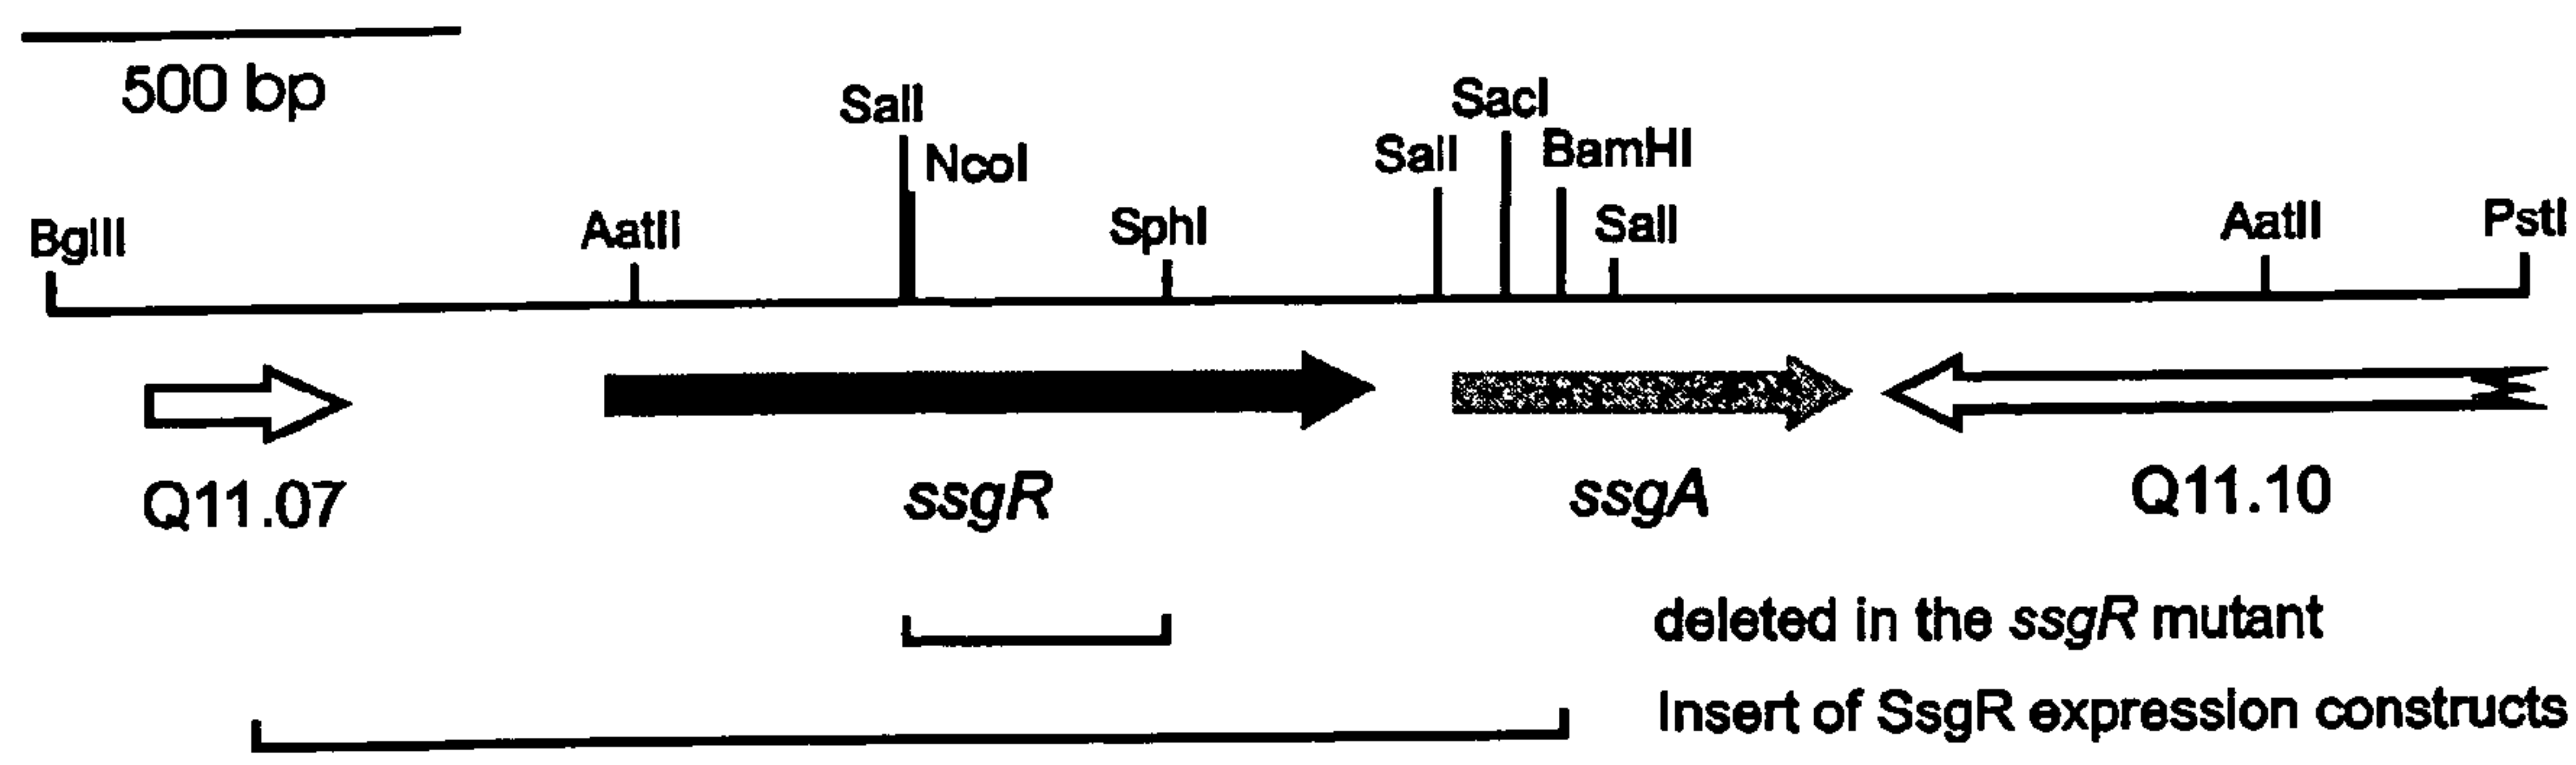 500 bp
SalI
SacI
NcoI
SalI
BamHI
BglII
AatII
SphI
SalI
AatII
PstI
Q11.07
ssgR
ssgA
Q11.10
deleted in the ssgR mutant
Insert of SsgR expression constructs